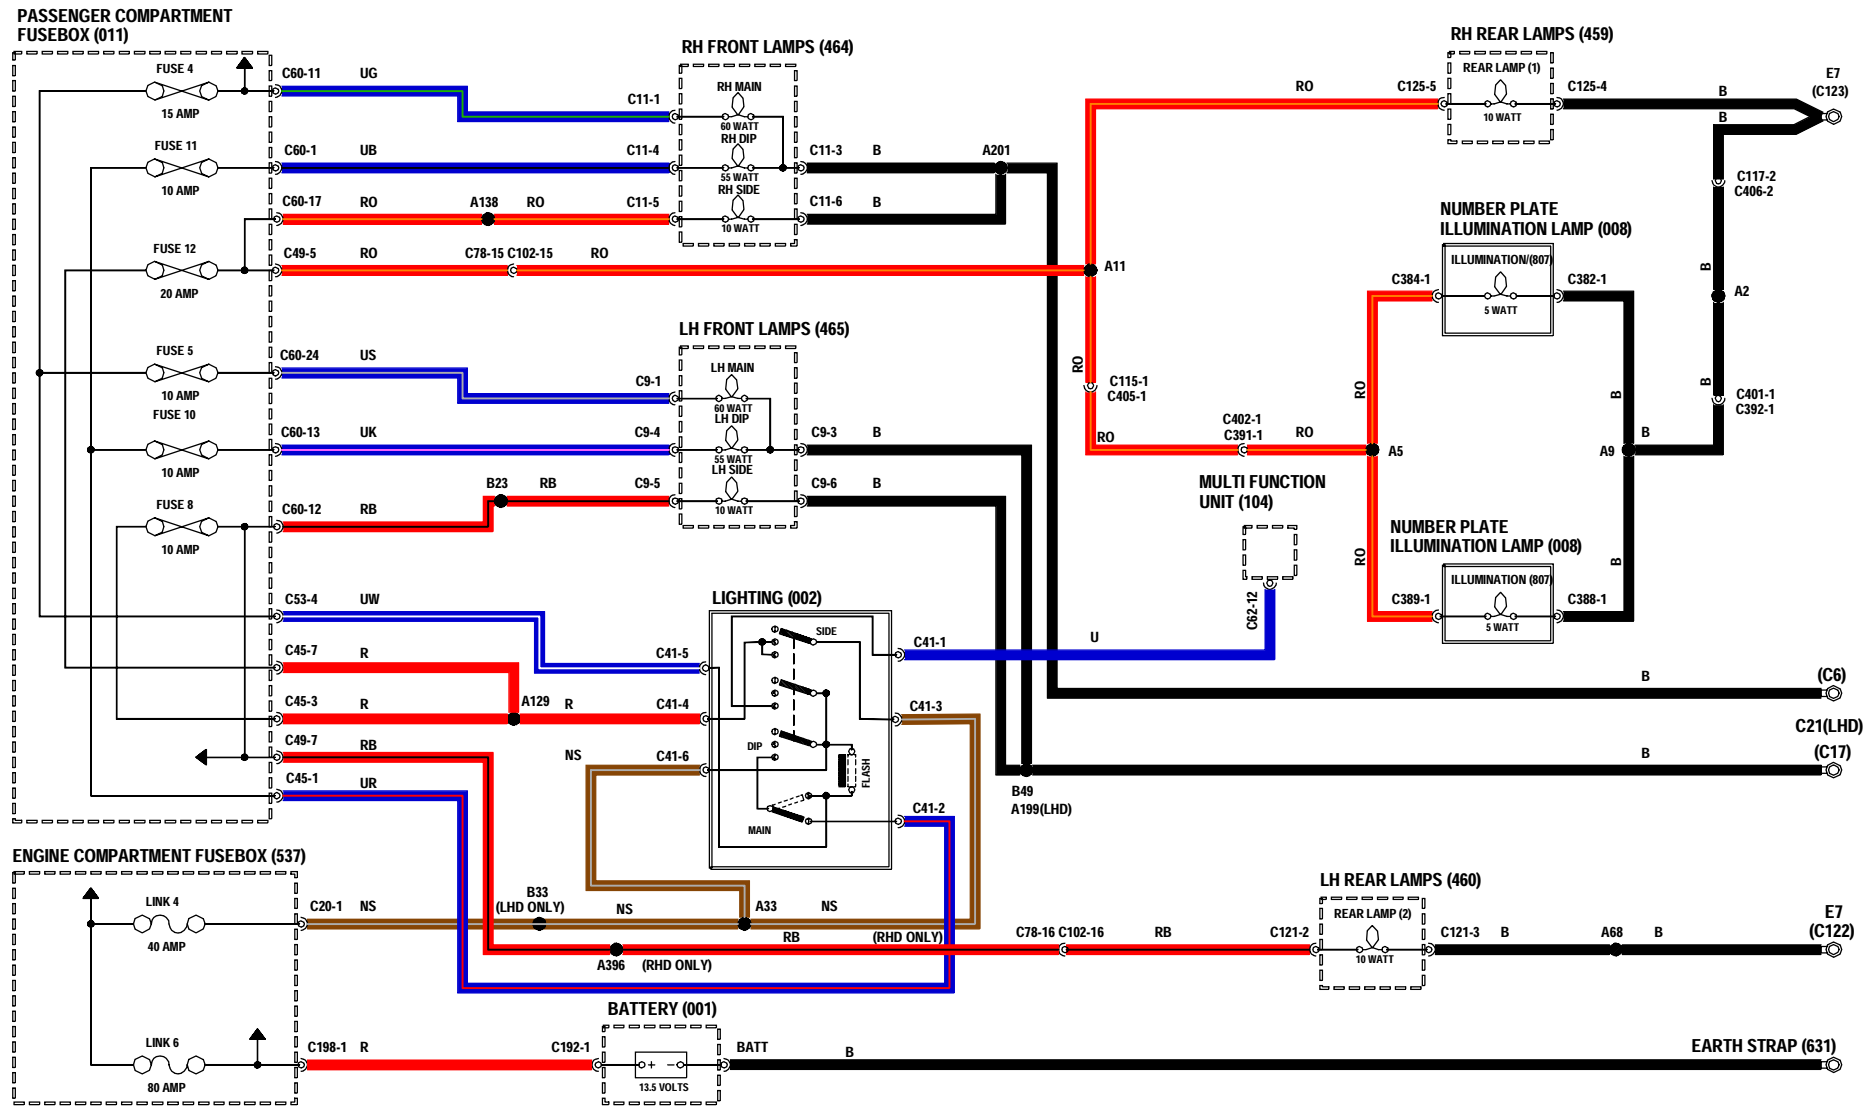 PASSENGER COMPARTMENT
FUSEBOX (011)
FUSE 4
15 AMP
FUSE 11
10 AMP
FUSE 12
20 AMP
FUSE 5
10 AMP
FUSE 10
10 AMP
FUSE 8
10 AMP
C60-11 UG
C60-1 UB
C60-17 RO A138 RO
C49-5 RO C78-15 C102-15 RO
C60-24 US
C60-13 UK
C60-12 RB B23 RB
C53-4 UW
C45-7 R
C45-3 R A129 R
C49-7 RB
C45-1 UR
RH FRONT LAMPS (464)
C11-1
C11-4
C11-5
RH MAIN
60 WATT
RH DIP
55 WATT
RH SIDE
10 WATT
C11-3 B
C11-6 B
A201
LH FRONT LAMPS (465)
C9-1
C9-4
C9-5
LH MAIN
60 WATT
LH DIP
55 WATT
LH SIDE
10 WATT
C9-3 B
C9-6 B
LIGHTING (002)
C41-5
C41-4
C41-6
NS
SIDE
DIP
FLASH
MAIN
C41-1
C41-3
C41-2
U
B49
A199(LHD)
MULTI FUNCTION
UNIT (104)
C62-12
RH REAR LAMPS (459)
REAR LAMP (1)
10 WATT
RO C125-5
C125-4 B
B
E7
(C123)
A11
RO
C115-1
C405-1
RO
C402-1
C391-1
RO
A5
RO
RO
NUMBER PLATE
ILLUMINATION LAMP (008)
ILLUMINATION/(807)
5 WATT
C384-1
C382-1
NUMBER PLATE
ILLUMINATION LAMP (008)
ILLUMINATION (807)
5 WATT
C389-1
C388-1
B
B
A9
B
C117-2
C406-2
B
A2
B
C401-1
C392-1
B
(C6)
C21(LHD)
B
(C17)
ENGINE COMPARTMENT FUSEBOX (537)
LINK 4
40 AMP
LINK 6
80 AMP
C20-1 NS
B33
(LHD ONLY)
NS
A33
NS
RB
(RHD ONLY)
A396 (RHD ONLY)
C78-16 C102-16 RB
C121-2
LH REAR LAMPS (460)
REAR LAMP (2)
10 WATT
C121-3 B A68 B
E7
(C122)
C198-1 R
C192-1
BATTERY (001)
+ -
13.5 VOLTS
BATT
B
EARTH STRAP (631)